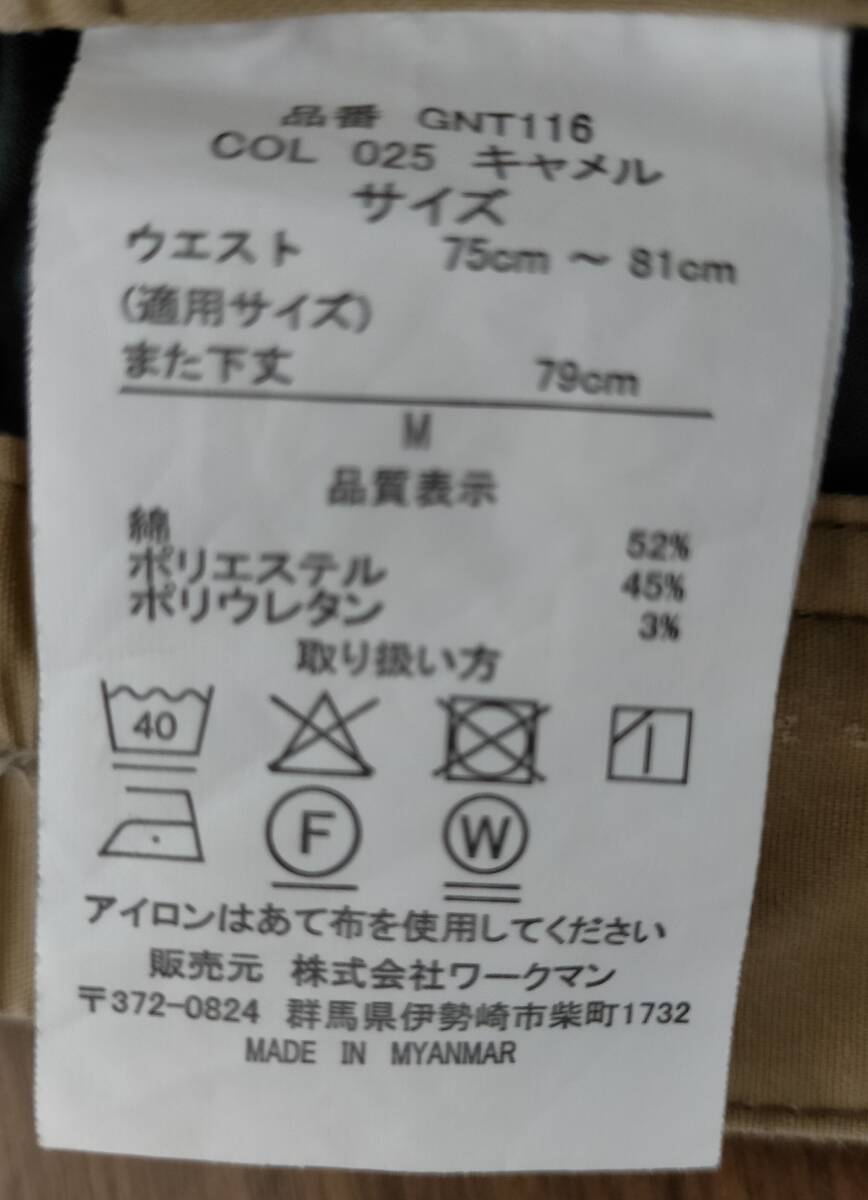 品番 GNT116
COL 025 キャメル
サイズ
ウエスト 75cm ～ 81cm
(適用サイズ)
また下丈 79cm
M
品質表示
綿 52%
ポリエステル 45%
ポリウレタン 3%
取り扱い方
40
F W
アイロンはあて布を使用してください
販売元 株式会社ワークマン
〒372-0824 群馬県伊勢崎市柴町1732
MADE IN MYANMAR